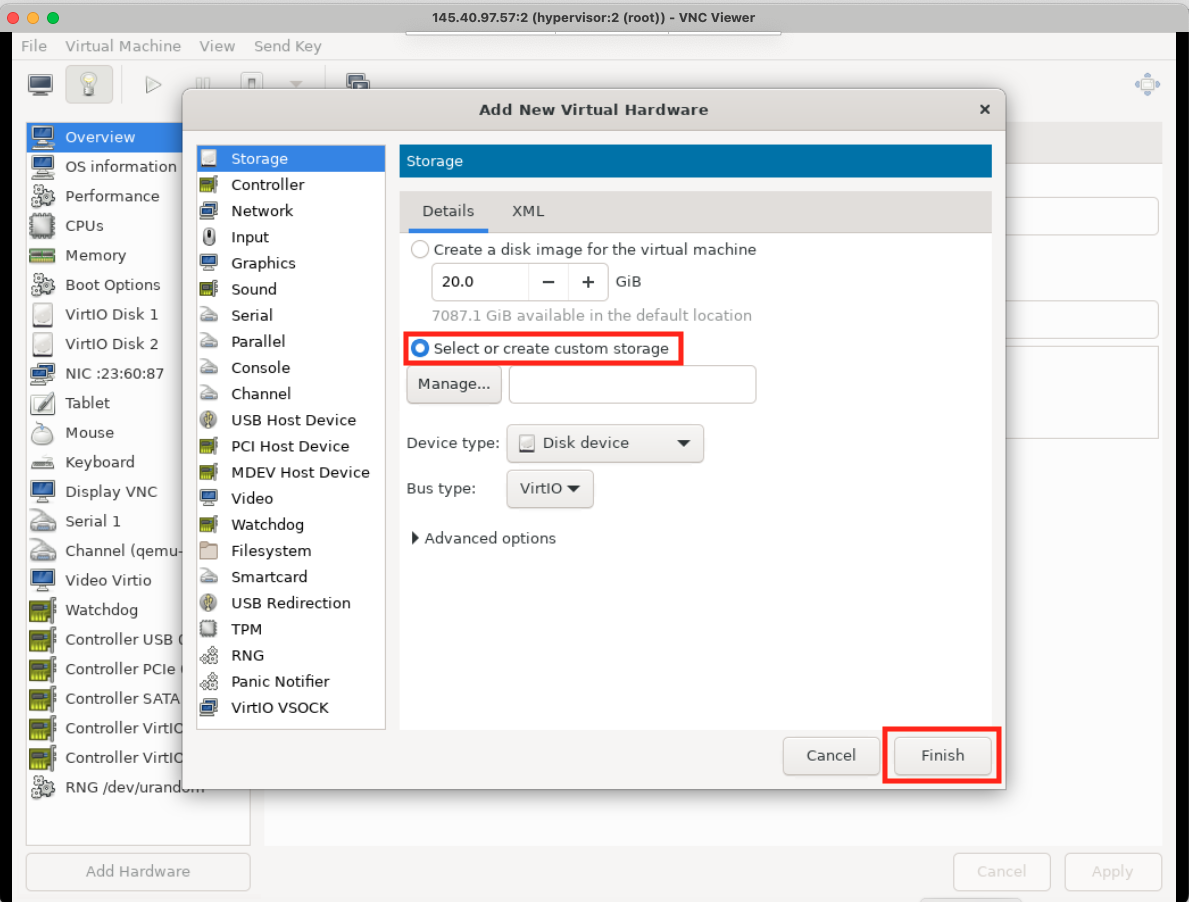 145.40.97.57:2 (hypervisor:2 (root)) - VNC Viewer
File Virtual Machine View Send Key
Overview
OS information
Performance
CPUs
Memory
Boot Options
VirtIO Disk 1
VirtIO Disk 2
NIC :23:60:87
Tablet
Mouse
Keyboard
Display VNC
Serial 1
Channel (qemu-
Video Virtio
Watchdog
Controller USB
Controller PCIe
Controller SATA
Controller VirtIO
Controller VirtIO
RNG /dev/urandom
Add Hardware
Add New Virtual Hardware
Storage
Controller
Network
Input
Graphics
Sound
Serial
Parallel
Console
Channel
USB Host Device
PCI Host Device
MDEV Host Device
Video
Watchdog
Filesystem
Smartcard
USB Redirection
TPM
RNG
Panic Notifier
VirtIO VSOCK
Storage
Details XML
Create a disk image for the virtual machine
20.0 − + GiB
7087.1 GiB available in the default location
Select or create custom storage
Manage...
Device type: Disk device
Bus type: VirtIO
Advanced options
Cancel Finish
Cancel Apply